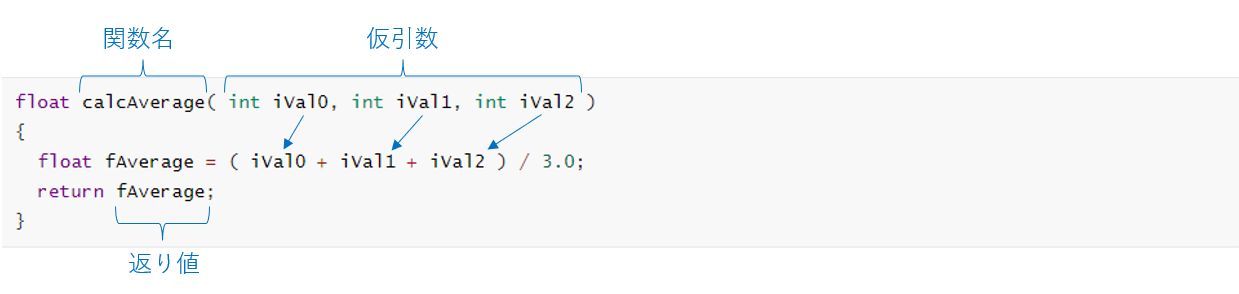 関数名 仮引数
float calcAverage( int iVal0, int iVal1, int iVal2 )
{
float fAverage = ( iVal0 + iVal1 + iVal2 ) / 3.0;
return fAverage;
}
返り値